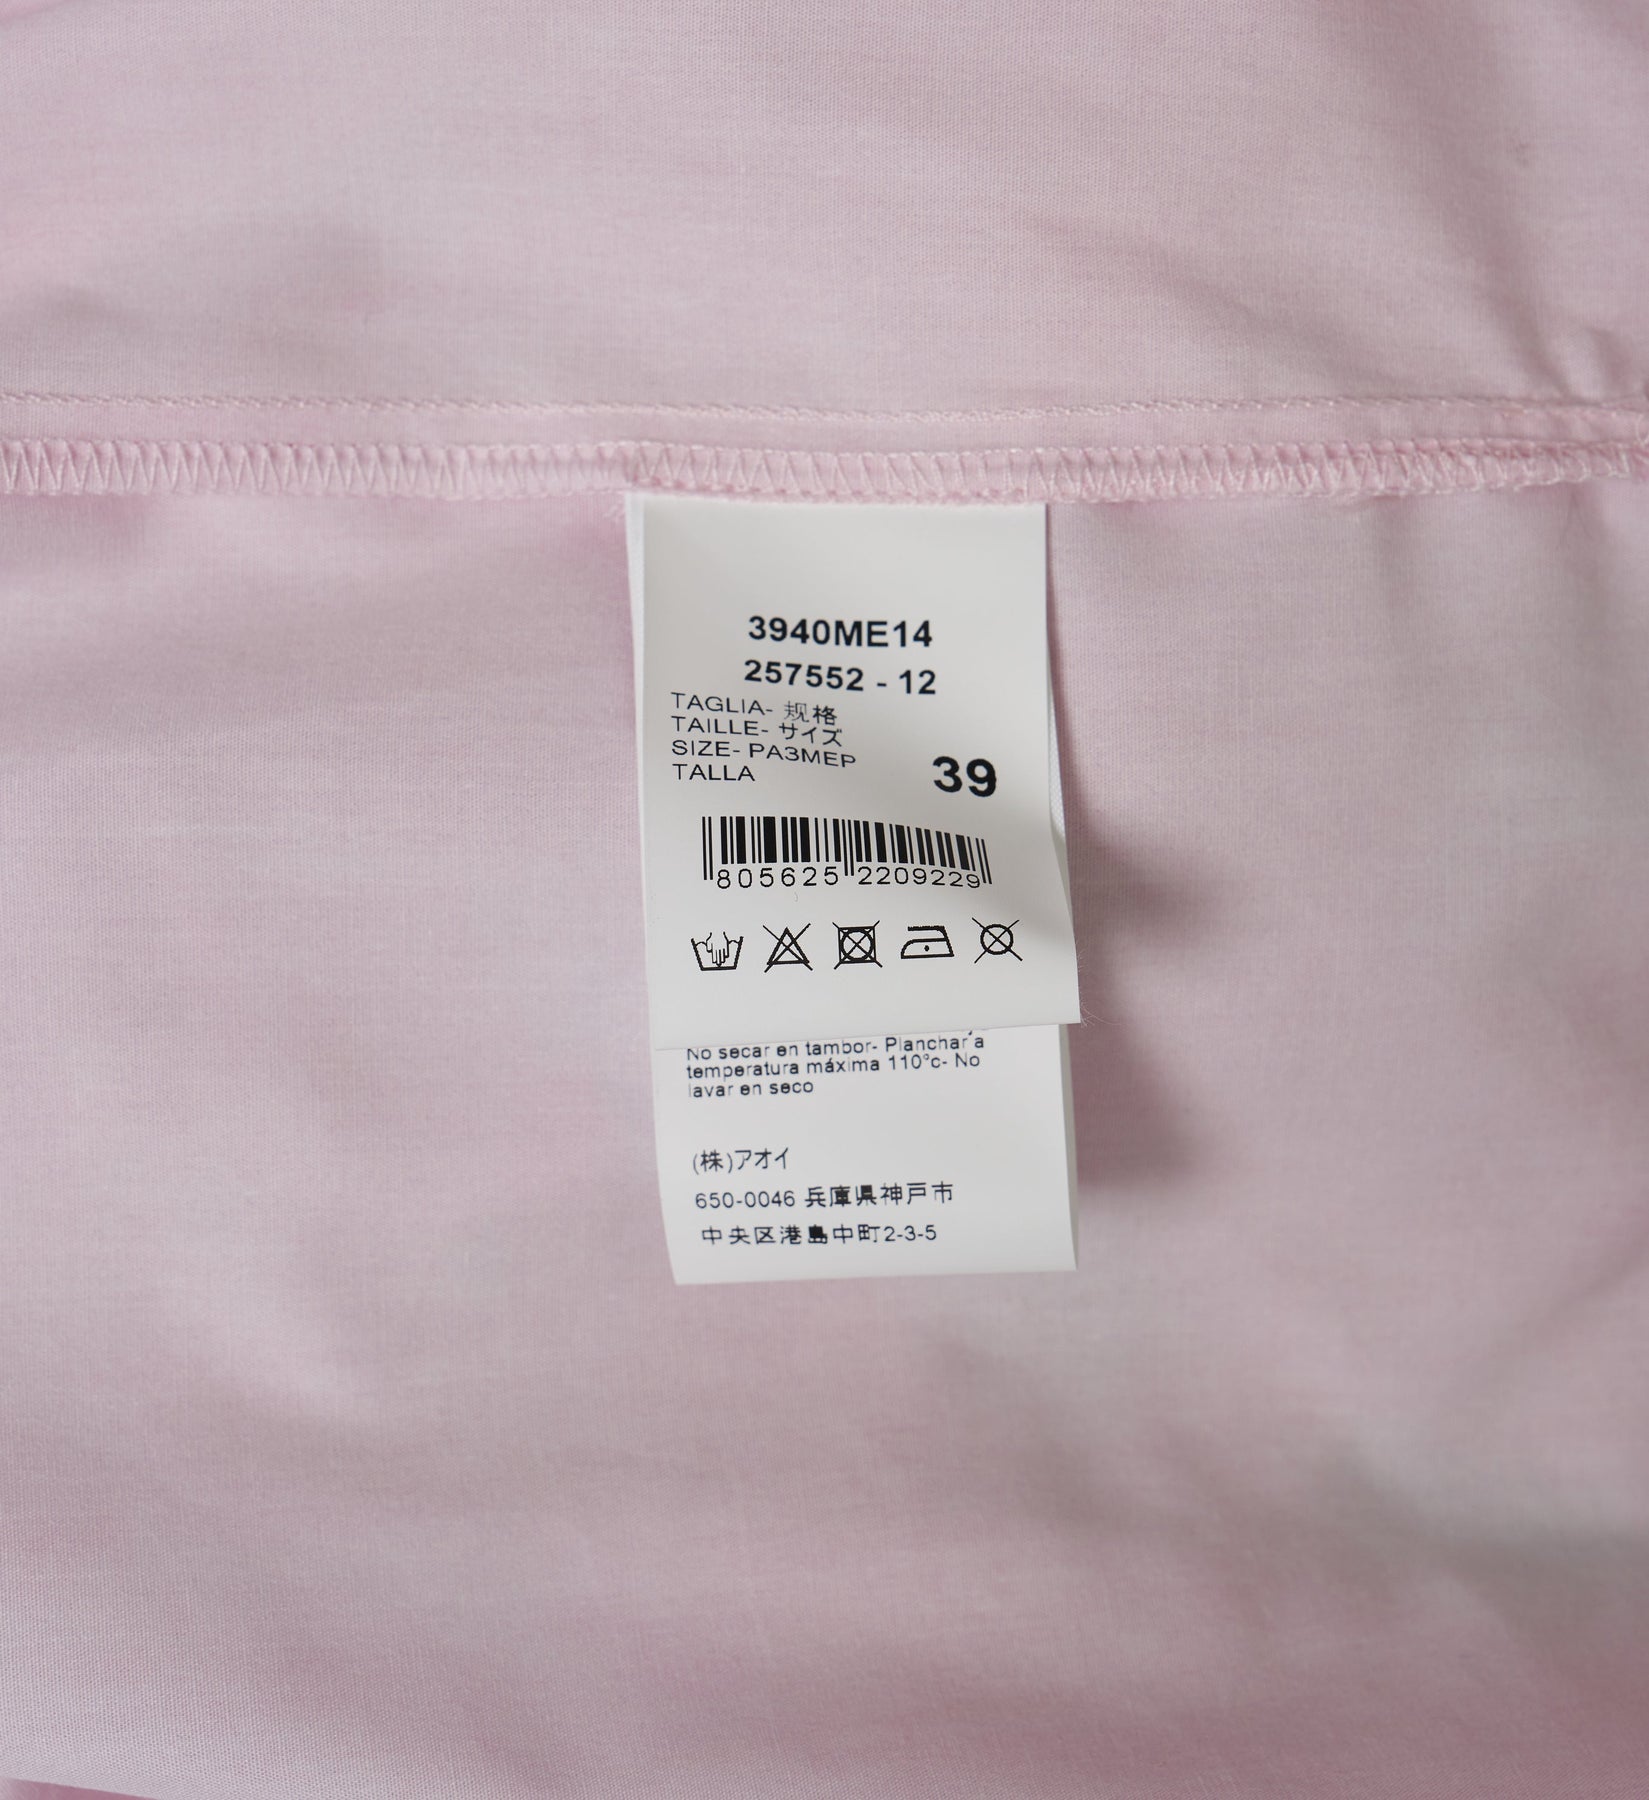 3940ME14
257552 - 12
TAGLIA- 规格
TAILLE- サイズ
SIZE- РАЗМЕР
TALLA
39
805625 2209229
No secar en tambor- Planchar a
temperatura máxima 110°c- No
lavar en seco
(株)アオイ
650-0046 兵庫県神戸市
中央区港島中町2-3-5